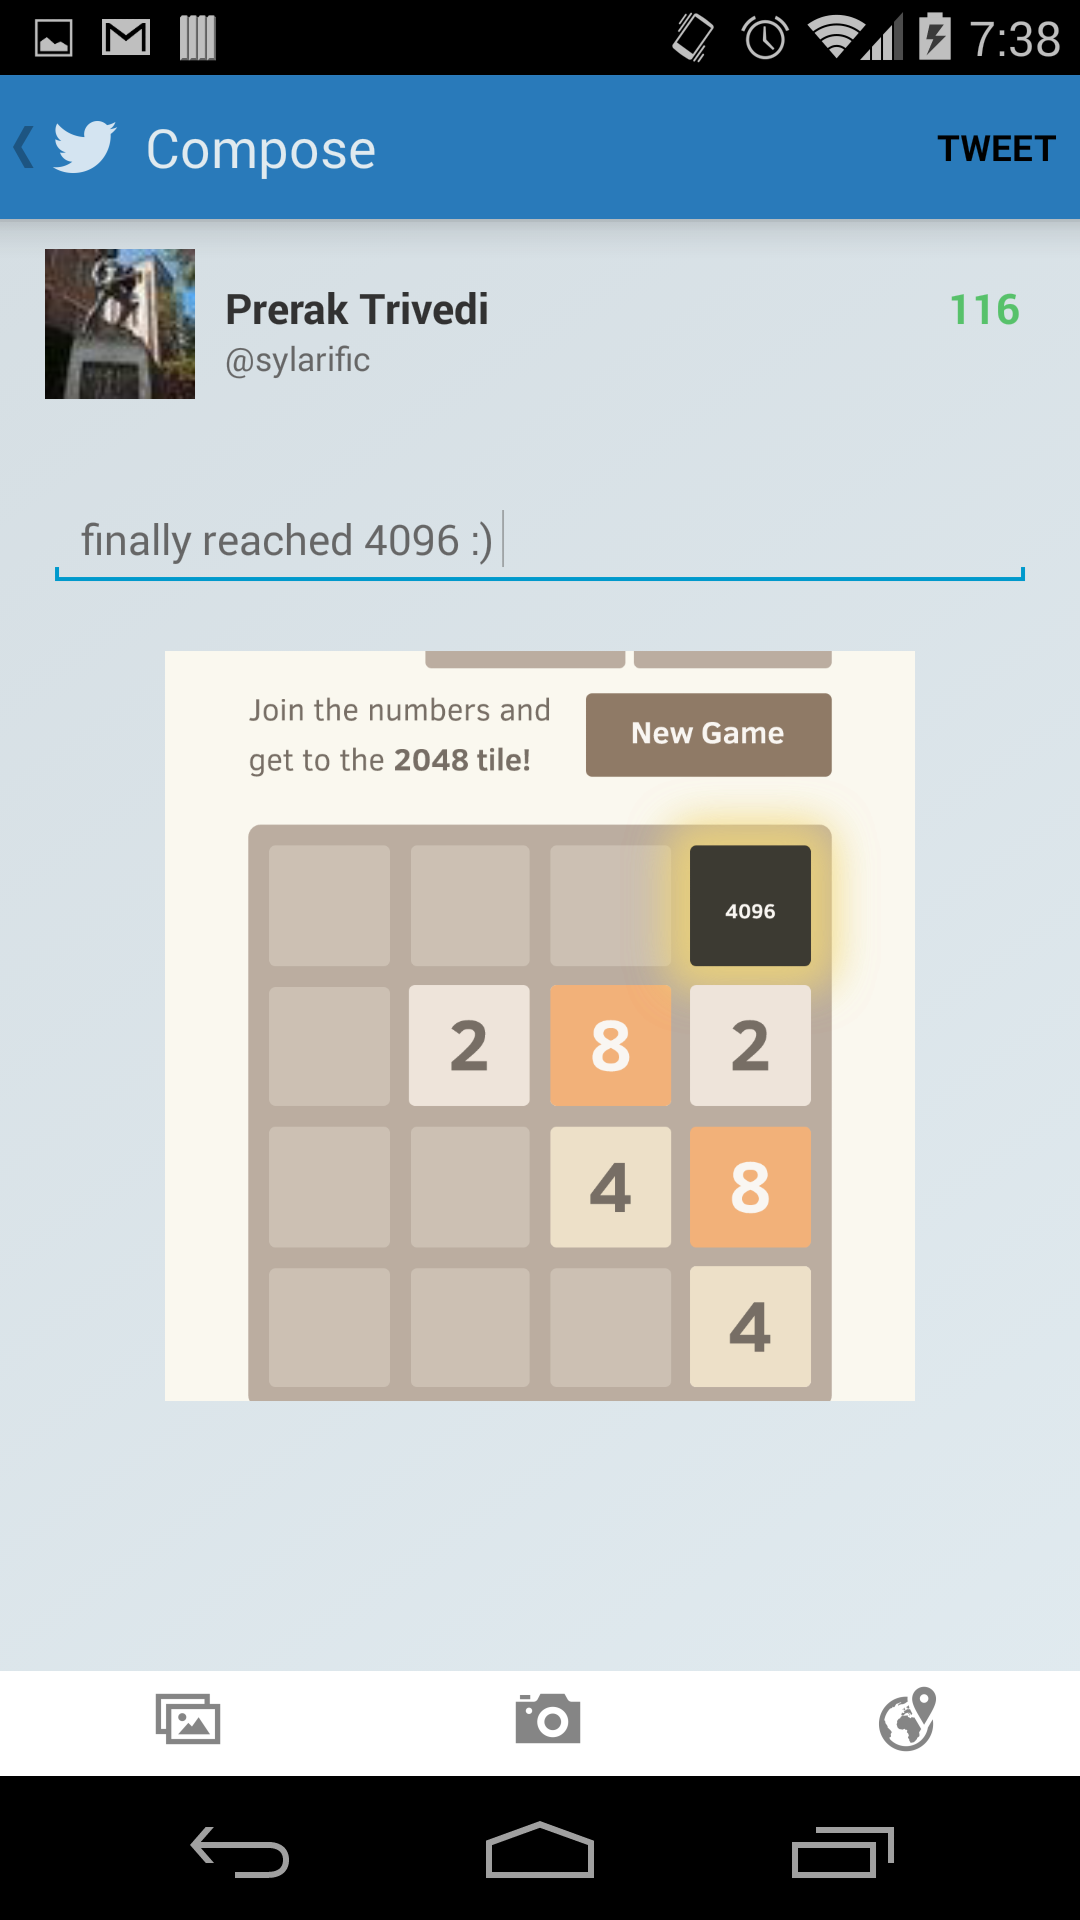 7:38
Compose
TWEET
Prerak Trivedi
116
@sylarific
finally reached 4096 :)
Join the numbers and
get to the 2048 tile!
New Game
4096
2 8 2
4 8
4